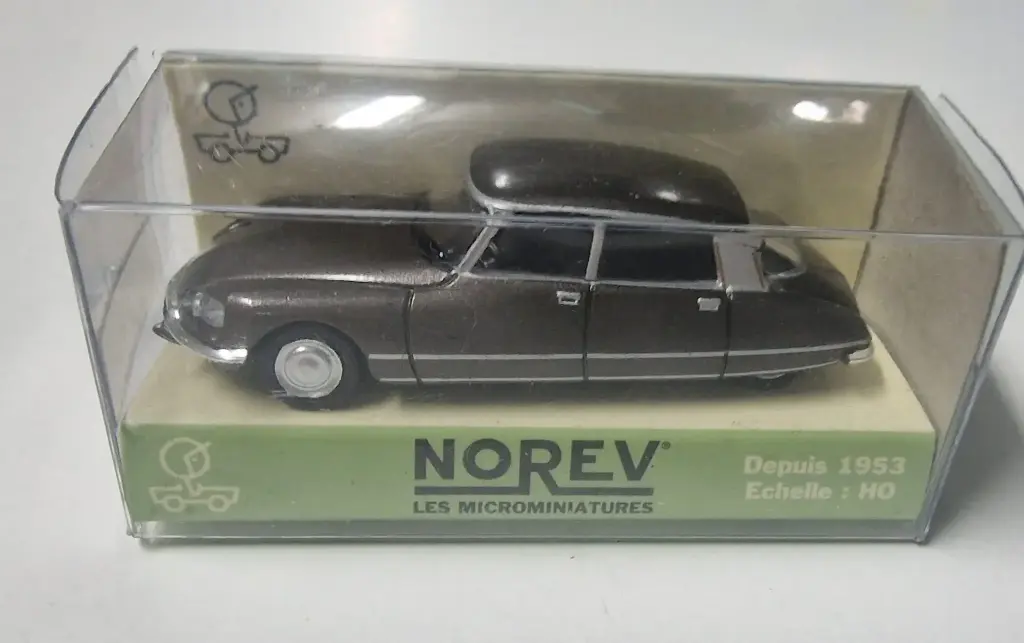 NOREV®
LES MICROMINIATURES
Depuis 1953
Echelle : HO